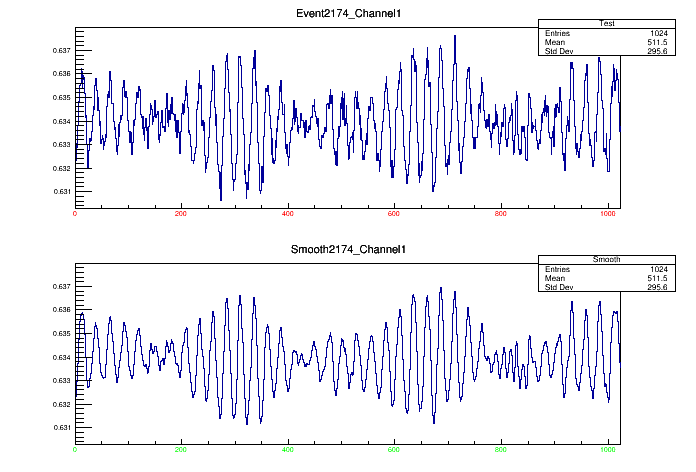 Event2174_Channel1
Test
Entries 1024
Mean 511.5
Std Dev 295.6
0.637
0.636
0.635
0.634
0.633
0.632
0.631
0 200 400 600 800 1000
Smooth2174_Channel1
Smooth
Entries 1024
Mean 511.5
Std Dev 295.6
0.637
0.636
0.635
0.634
0.633
0.632
0.631
0 200 400 600 800 1000